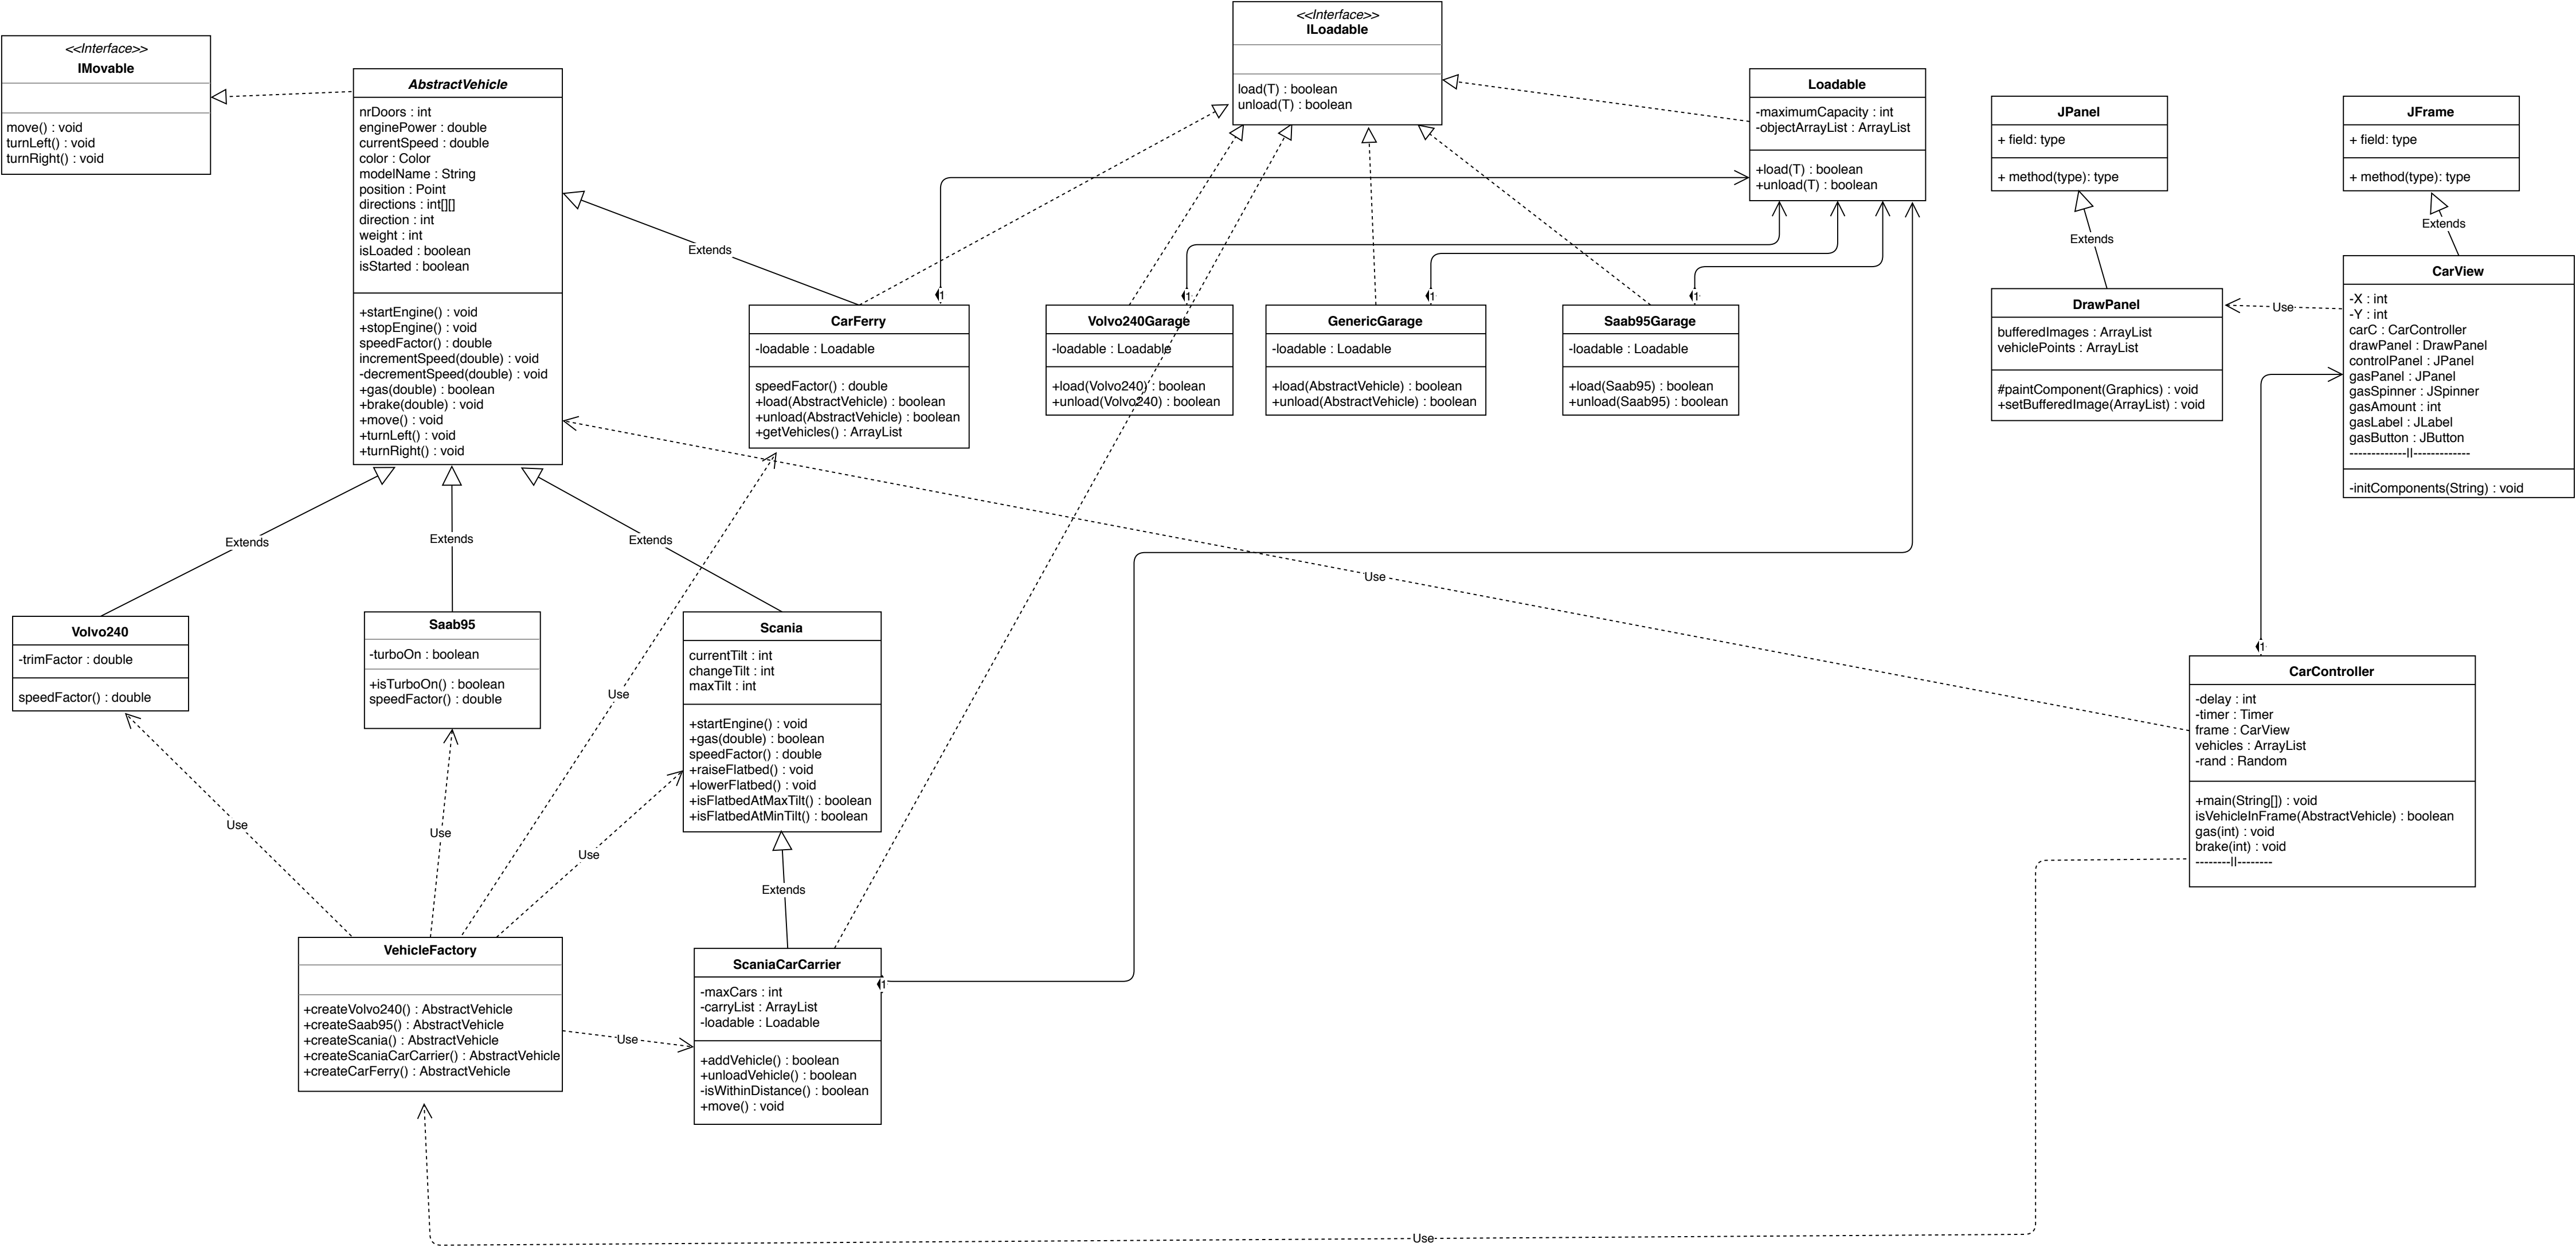 <<Interface>>
IMovable
move() : void
turnLeft() : void
turnRight() : void
AbstractVehicle
nrDoors : int
enginePower : double
currentSpeed : double
color : Color
modelName : String
position : Point
directions : int[][]
direction : int
weight : int
isLoaded : boolean
isStarted : boolean
+startEngine() : void
+stopEngine() : void
speedFactor() : double
incrementSpeed(double) : void
-decrementSpeed(double) : void
+gas(double) : boolean
+brake(double) : void
+move() : void
+turnLeft() : void
+turnRight() : void
<<Interface>>
ILoadable
load(T) : boolean
unload(T) : boolean
Loadable
-maximumCapacity : int
-objectArrayList : ArrayList
+load(T) : boolean
+unload(T) : boolean
JPanel
+ field: type
+ method(type): type
JFrame
+ field: type
+ method(type): type
Extends
Extends
Extends
CarFerry
-loadable : Loadable
speedFactor() : double
+load(AbstractVehicle) : boolean
+unload(AbstractVehicle) : boolean
+getVehicles() : ArrayList
1
Volvo240Garage
-loadable : Loadable
+load(Volvo240) : boolean
+unload(Volvo240) : boolean
1
GenericGarage
-loadable : Loadable
+load(AbstractVehicle) : boolean
+unload(AbstractVehicle) : boolean
1
Saab95Garage
-loadable : Loadable
+load(Saab95) : boolean
+unload(Saab95) : boolean
1
DrawPanel
bufferedImages : ArrayList
vehiclePoints : ArrayList
#paintComponent(Graphics) : void
+setBufferedImage(ArrayList) : void
Use
CarView
-X : int
-Y : int
carC : CarController
drawPanel : DrawPanel
controlPanel : JPanel
gasPanel : JPanel
gasSpinner : JSpinner
gasAmount : int
gasLabel : JLabel
gasButton : JButton
-------------||-------------
-initComponents(String) : void
Extends
Extends
Extends
Use
Volvo240
-trimFactor : double
speedFactor() : double
Saab95
-turboOn : boolean
+isTurboOn() : boolean
speedFactor() : double
Scania
currentTilt : int
changeTilt : int
maxTilt : int
+startEngine() : void
+gas(double) : boolean
speedFactor() : double
+raiseFlatbed() : void
+lowerFlatbed() : void
+isFlatbedAtMaxTilt() : boolean
+isFlatbedAtMinTilt() : boolean
1
CarController
-delay : int
-timer : Timer
frame : CarView
vehicles : ArrayList
-rand : Random
+main(String[]) : void
isVehicleInFrame(AbstractVehicle) : boolean
gas(int) : void
brake(int) : void
--------||--------
Use
Use
Use
Use
Extends
VehicleFactory
+createVolvo240() : AbstractVehicle
+createSaab95() : AbstractVehicle
+createScania() : AbstractVehicle
+createScaniaCarCarrier() : AbstractVehicle
+createCarFerry() : AbstractVehicle
Use
ScaniaCarCarrier
-maxCars : int
-carryList : ArrayList
-loadable : Loadable
+addVehicle() : boolean
+unloadVehicle() : boolean
-isWithinDistance() : boolean
+move() : void
1
Use